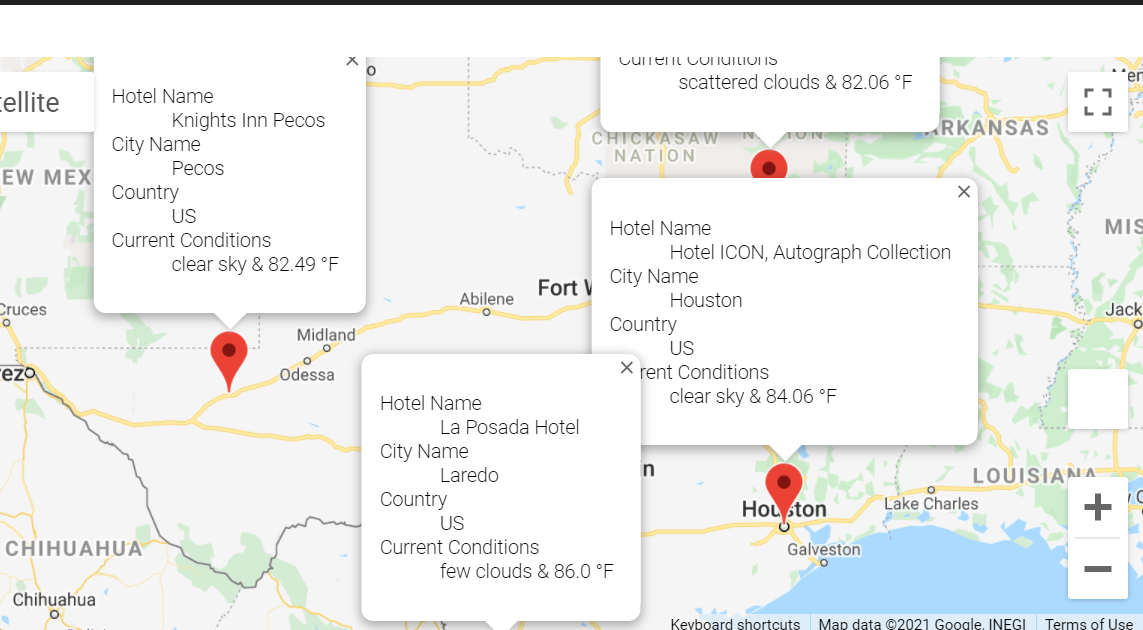 tellite
Hotel Name
Knights Inn Pecos
City Name
Pecos
Country
US
Current Conditions
clear sky & 82.49 °F
Current Conditions
scattered clouds & 82.06 °F
CHICKASAW
NATION
NATION
ARKANSAS
Hotel Name
Hotel ICON, Autograph Collection
City Name
Houston
Country
US
rent Conditions
clear sky & 84.06 °F
Hotel Name
La Posada Hotel
City Name
Laredo
Country
US
Current Conditions
few clouds & 86.0 °F
EW MEX
Cruces
rez
Midland
Odessa
Abilene
Fort W
MIS
Jack
in
Houston
Galveston
Lake Charles
LOUISIANA
CHIHUAHUA
Chihuahua
Keyboard shortcuts
Map data ©2021 Google, INEGI
Terms of Use